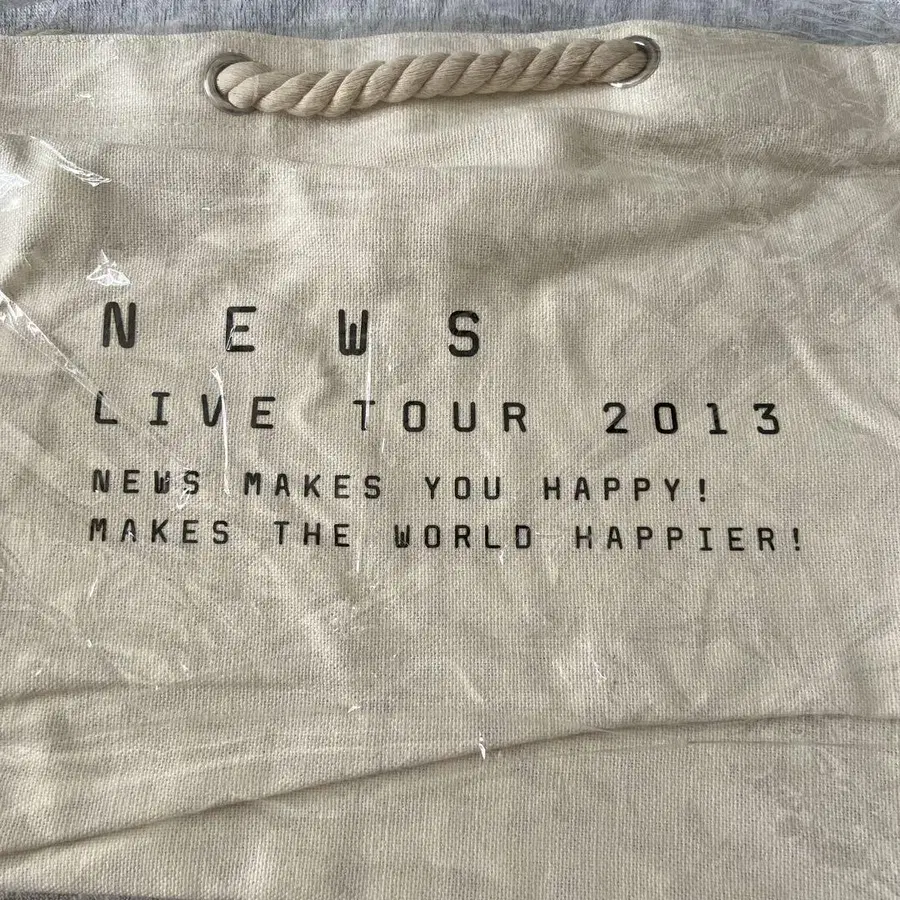 NEWS
LIVE TOUR 2013
NEWS MAKES YOU HAPPY!
MAKES THE WORLD HAPPIER!